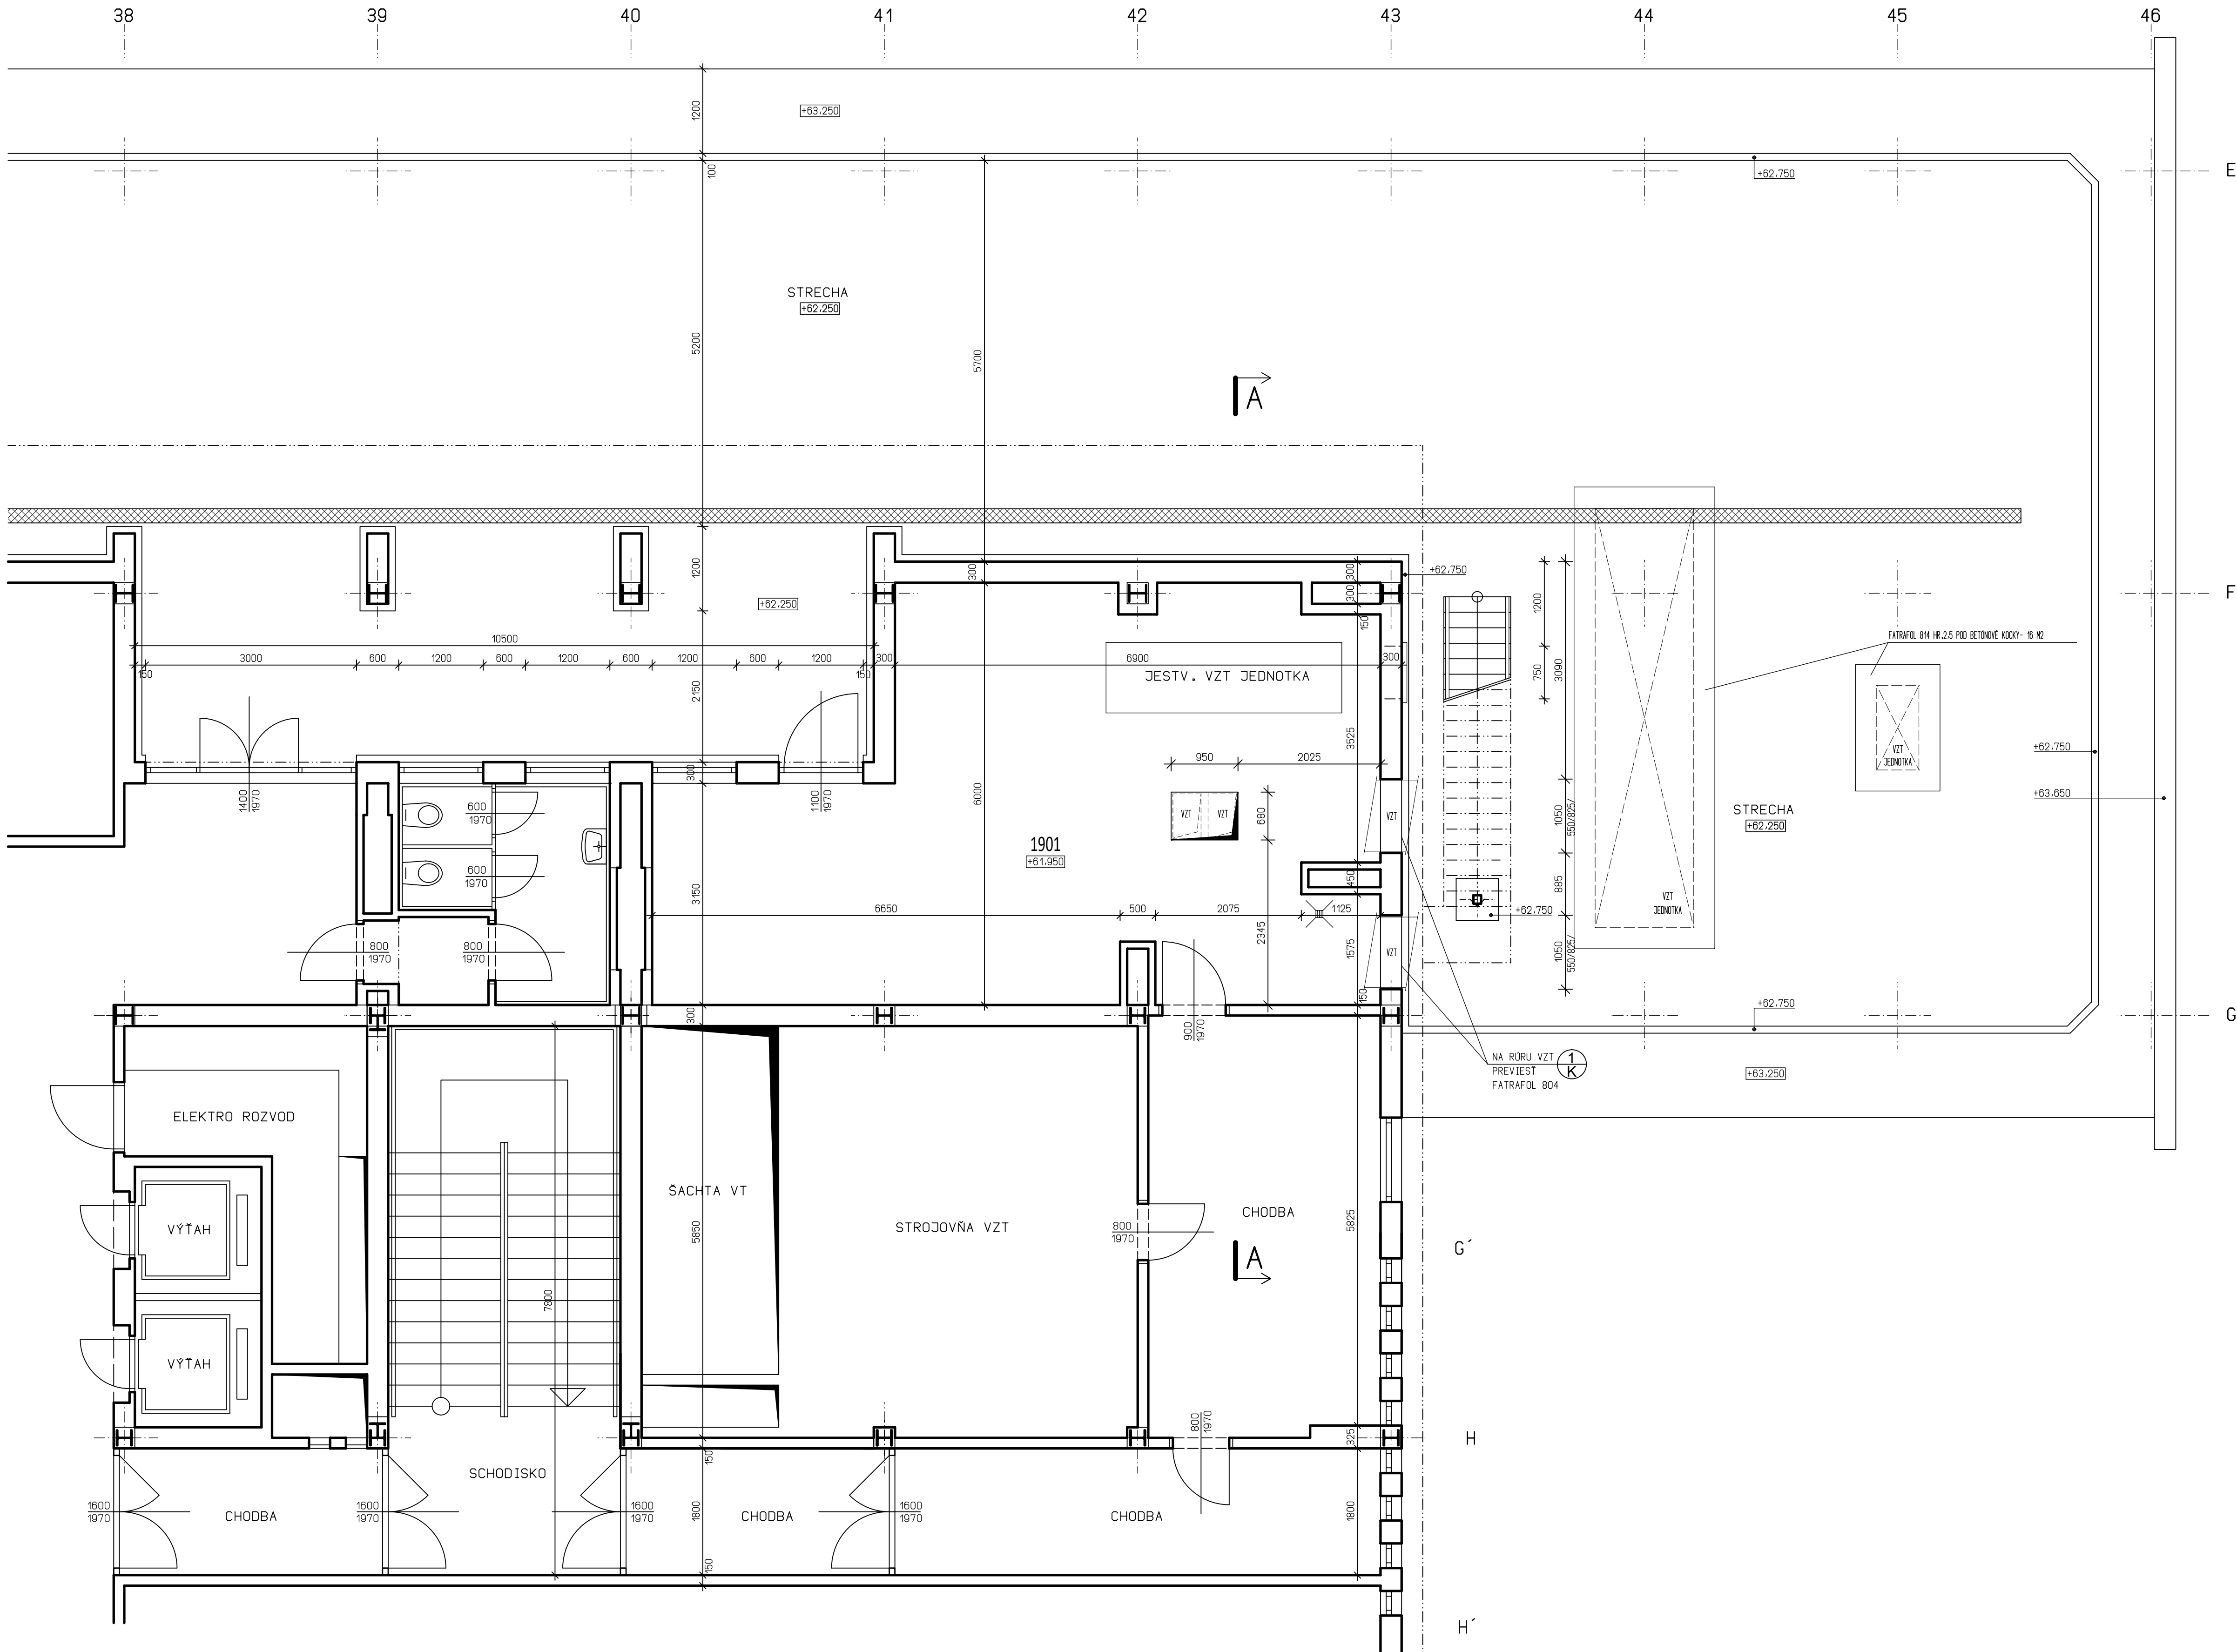 38 39 40 41 42 43 44 45 46
1200
+63,250
100
+62,750
E
STRECHA
+62,250
5200
5700
A
1200
300
+62,250
300
300
150
+62,750
F
10500
150
3000
600
1200
600
1200
600
1200
600
1200
150
300
6900
300
JESTV. VZT JEDNOTKA
1200
750
3090
FATRAFOL 814 HR.2.5 POD BETÓNOVÉ KOCKY- 16 M2
2150
3525
VZT
JEDNOTKA
+62,750
+63,650
950
2025
1400
1970
300
1100
1970
6000
600
1970
600
1970
VZT
VZT
680
VZT
1050
550/825/
STRECHA
+62,250
1901
+61,950
3150
450
885
VZT
JEDNOTKA
6650
500
2075
1125
+62,750
2345
1575
VZT
1050
550/825/
800
1970
800
1970
150
300
900
1970
+62,750
G
NA RÚRU VZT
PREVIESŤ
FATRAFOL 804
1
K
+63,250
ELEKTRO ROZVOD
ŠACHTA VT
5850
STROJOVŇA VZT
800
1970
CHODBA
5825
VÝŤAH
G´
A
7800
VÝŤAH
800
1970
325
H
SCHODISKO
150
1600
1970
CHODBA
1600
1970
1600
1970
1800
CHODBA
1600
1970
CHODBA
1800
150
H´